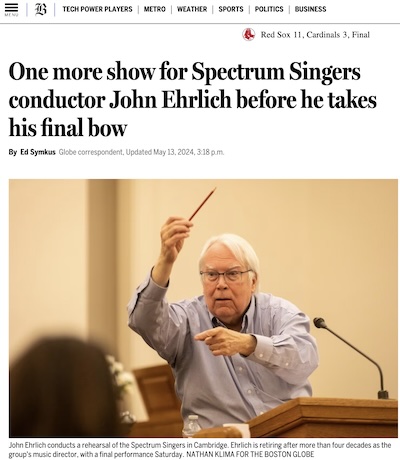 MENU
B
TECH POWER PLAYERS | METRO | WEATHER | SPORTS | POLITICS | BUSINESS
Red Sox 11, Cardinals 3, Final
One more show for Spectrum Singers
conductor John Ehrlich before he takes
his final bow
By Ed Symkus Globe correspondent, Updated May 13, 2024, 3:18 p.m.
John Ehrlich conducts a rehearsal of the Spectrum Singers in Cambridge. Ehrlich is retiring after more than four decades as the
group's music director, with a final performance Saturday. NATHAN KLIMA FOR THE BOSTON GLOBE